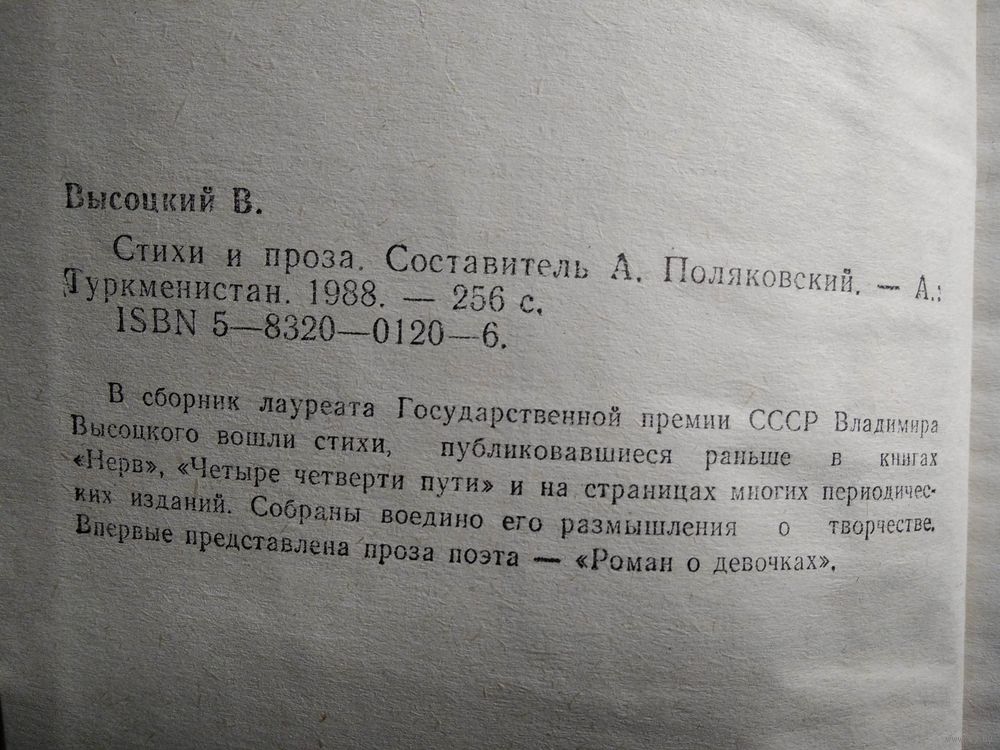 Высоцкий В.
Стихи и проза. Составитель А. Поляковский. — А.:
Туркменистан. 1988. — 256 с.
ISBN 5—8320—0120—6.
В сборник лауреата Государственной премии СССР Владимира
Высоцкого вошли стихи, публиковавшиеся раньше в книгах
«Нерв», «Четыре четверти пути» и на страницах многих периодичес-
ких изданий. Собраны воедино его размышления о творчестве.
Впервые представлена проза поэта — «Роман о девочках».